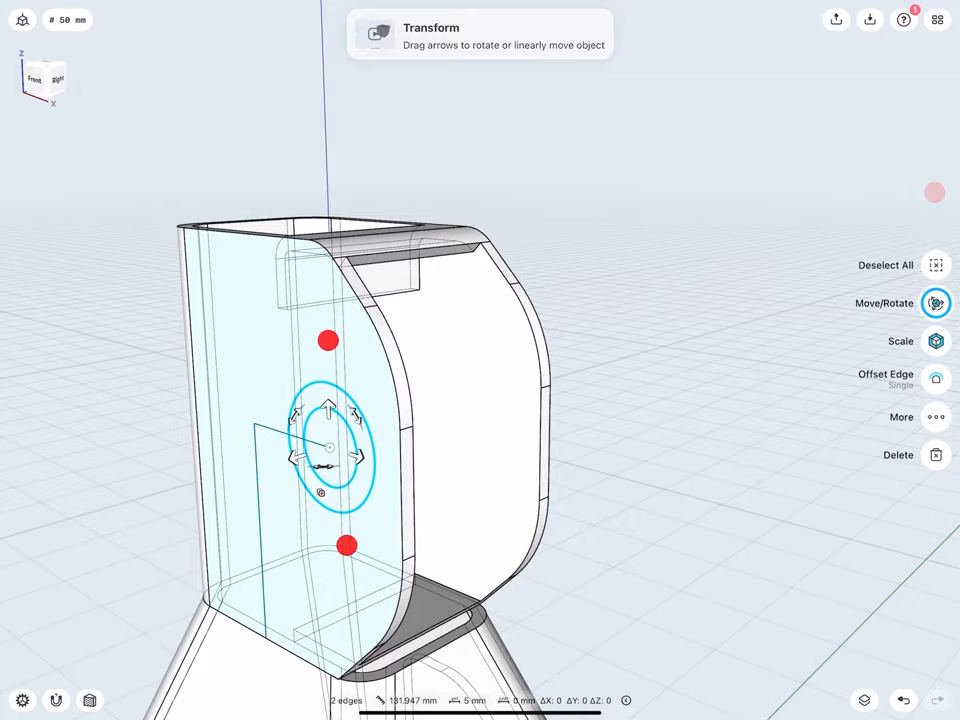 # 50 mm
Transform
Drag arrows to rotate or linearly move object
1
Z
Front
Right
X
Deselect All
Move/Rotate
Scale
Offset Edge
Single
More
Delete
2 edges 131.947 mm 5 mm 0 mm ΔX: 0 ΔY: 0 ΔZ: 0